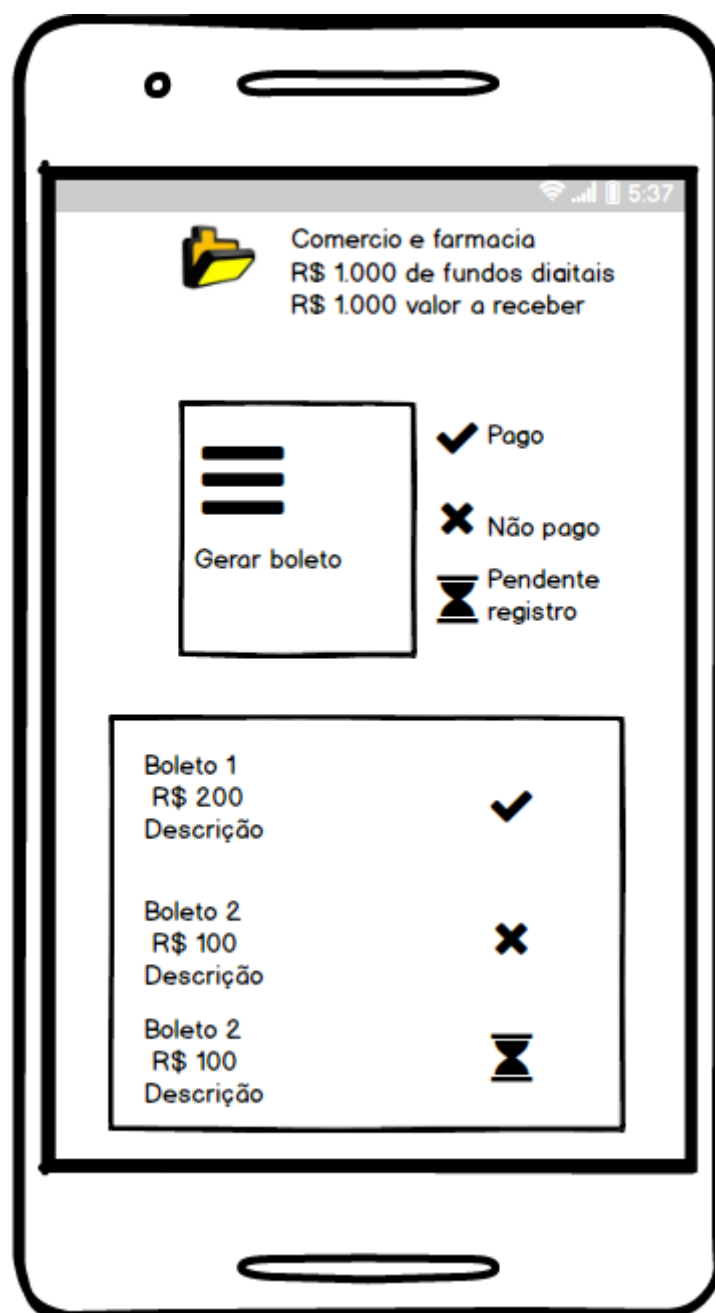 5:37
Comercio e farmacia
R$ 1.000 de fundos digitais
R$ 1.000 valor a receber
Pago
Não pago
Gerar boleto
Pendente
registro
Boleto 1
R$ 200
Descrição
Boleto 2
R$ 100
Descrição
Boleto 2
R$ 100
Descrição